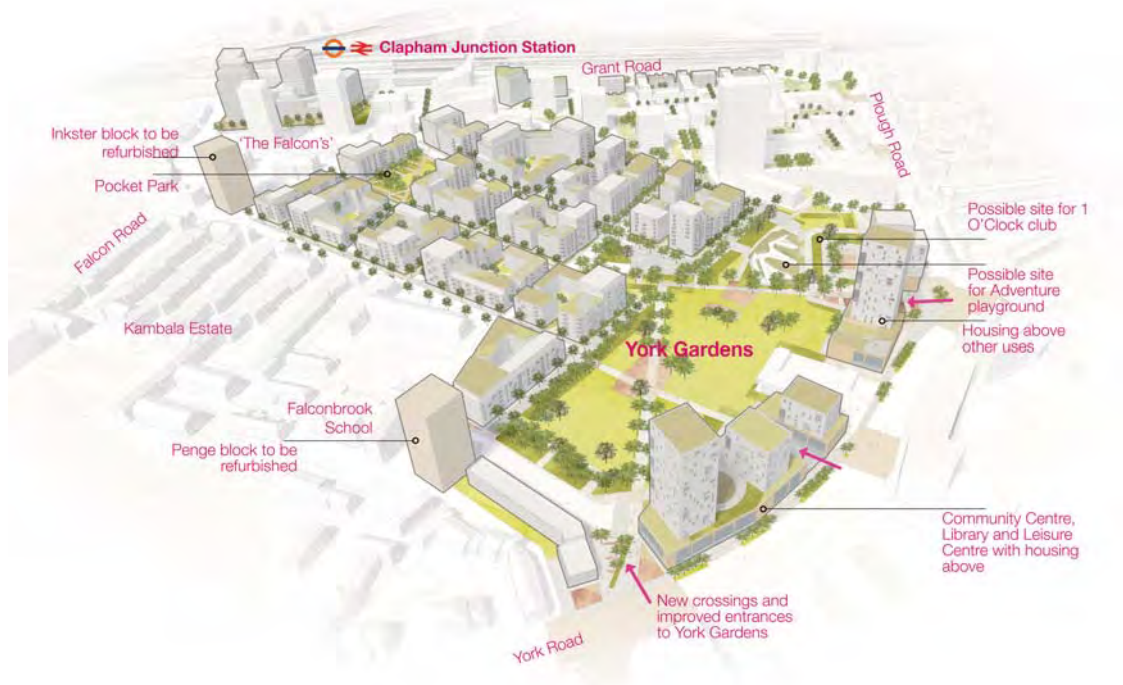 Clapham Junction Station
Grant Road
Plough Road
Inkster block to be
refurbished
'The Falcon's'
Pocket Park
Falcon Road
Possible site for 1
O'Clock club
Possible site
for Adventure
playground
Housing above
other uses
Kambala Estate
York Gardens
Falconbrook
School
Penge block to be
refurbished
Community Centre,
Library and Leisure
Centre with housing
above
New crossings and
improved entrances
to York Gardens
York Road